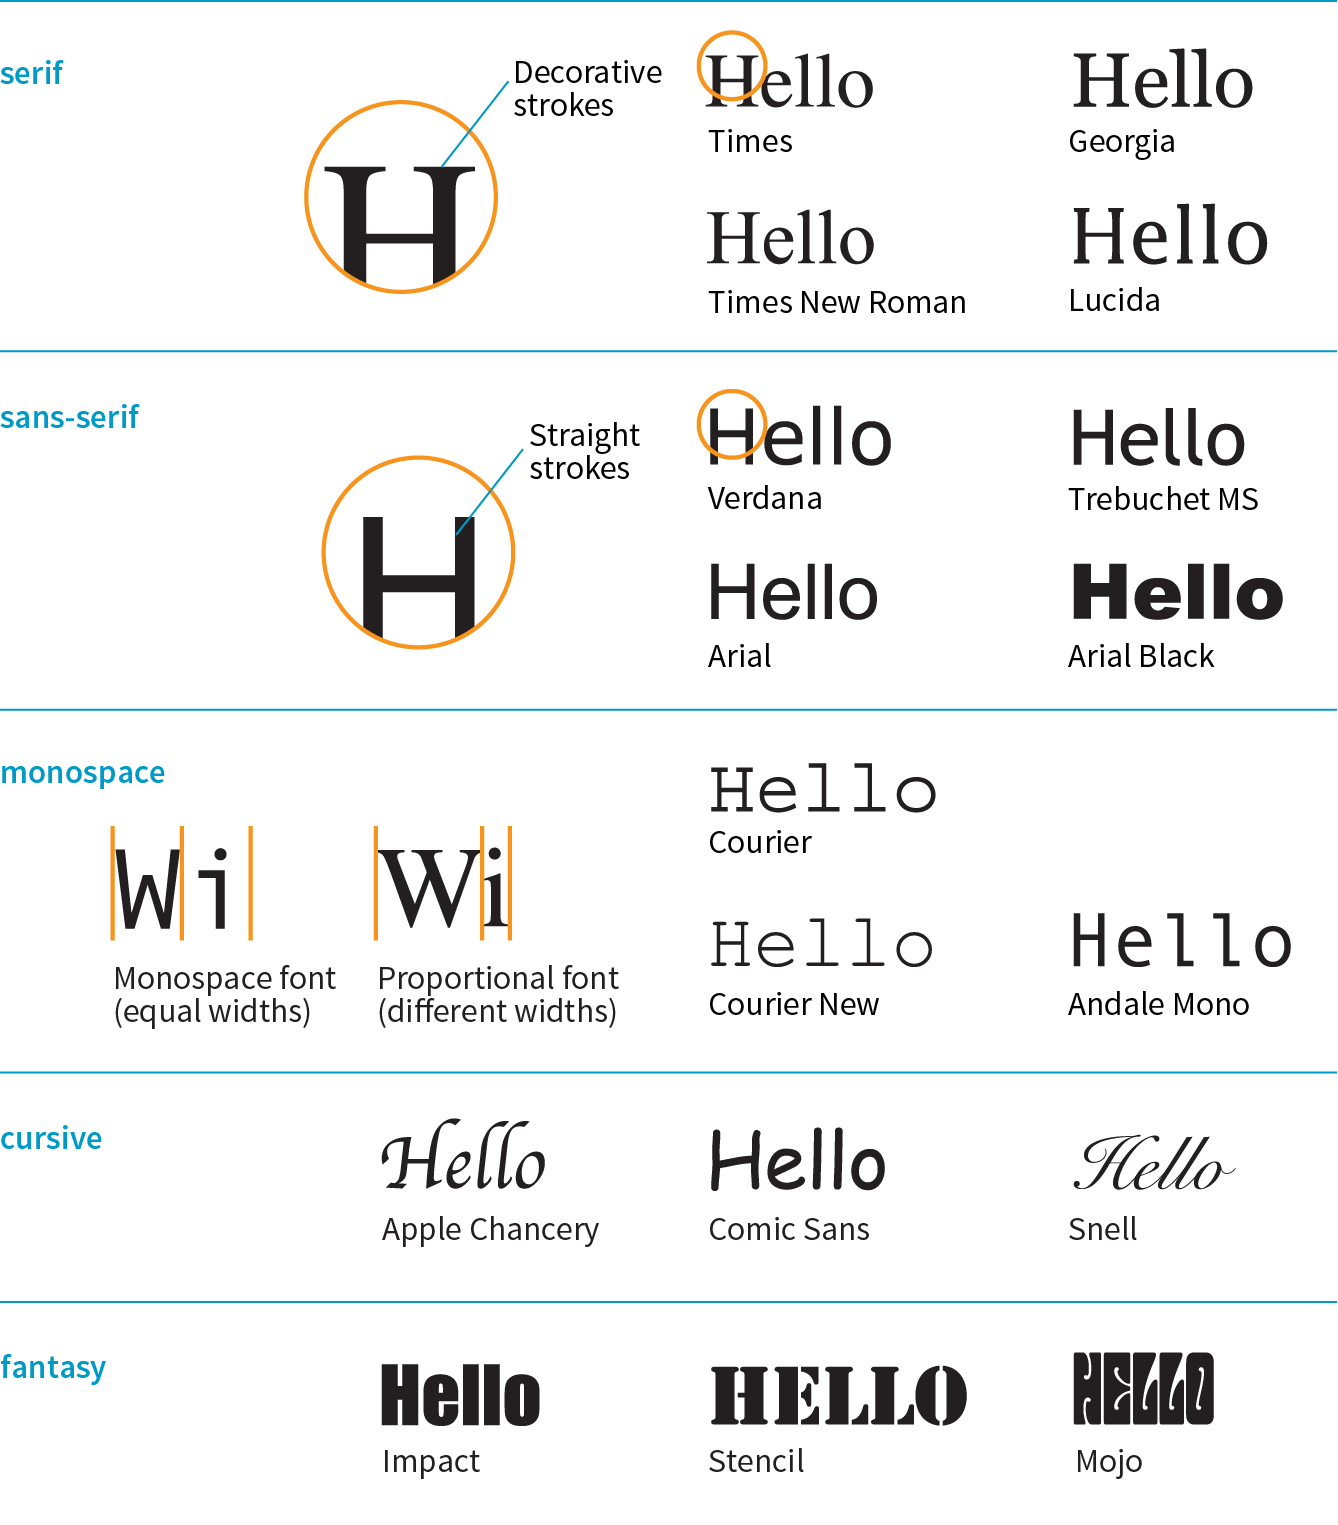 serif
H
Decorative
strokes
Hello
Times
Hello
Georgia
Hello
Times New Roman
Hello
Lucida
sans-serif
H
Straight
strokes
Hello
Verdana
Hello
Trebuchet MS
Hello
Arial
Hello
Arial Black
monospace
Wi
Monospace font
(equal widths)
Wi
Proportional font
(different widths)
Hello
Courier
Hello
Courier New
Hello
Andale Mono
cursive
Hello
Apple Chancery
Hello
Comic Sans
Hello
Snell
fantasy
Hello
Impact
HELLO
Stencil
HELLO
Mojo